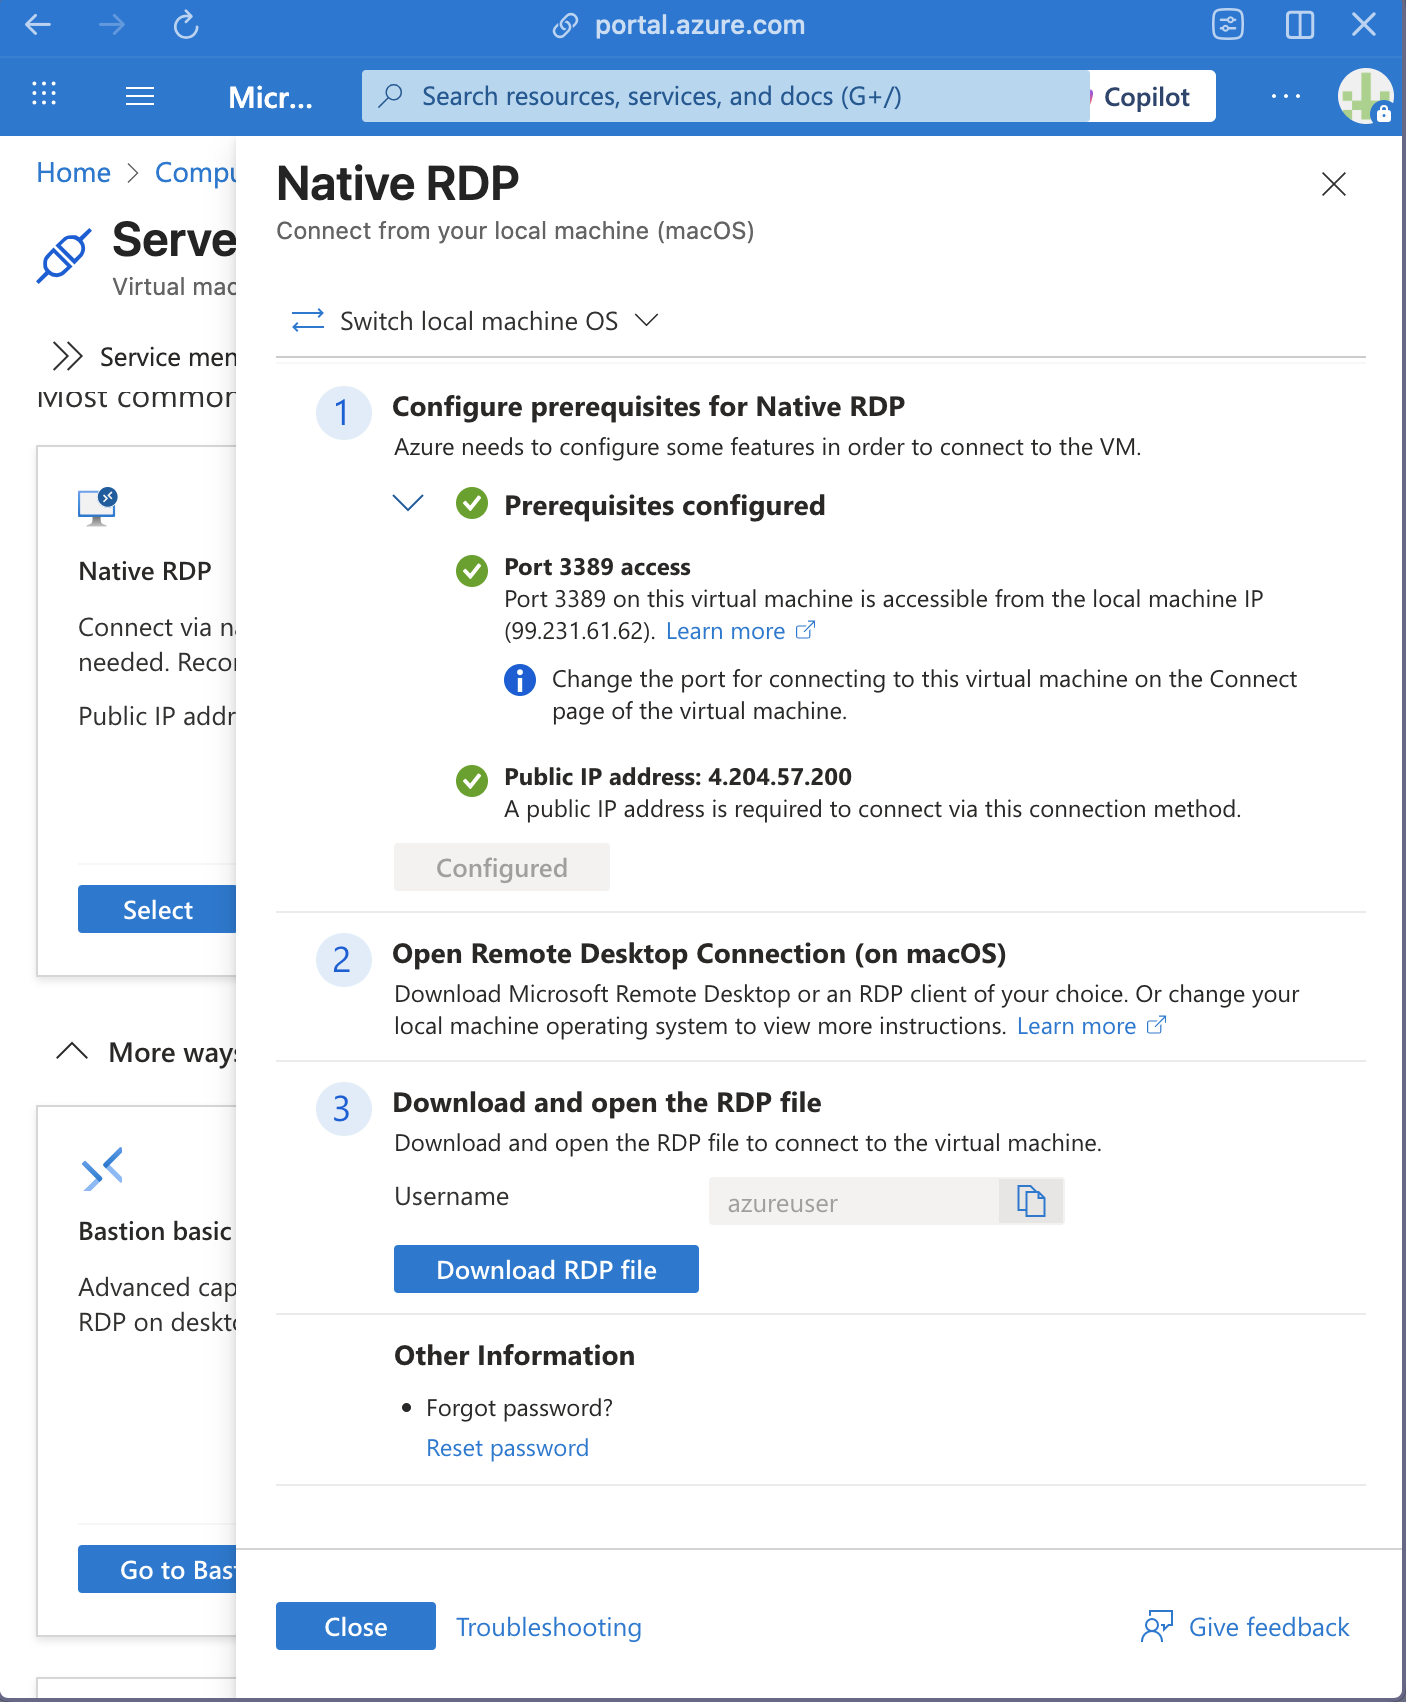 portal.azure.com
Micr...
Search resources, services, and docs (G+/)
Copilot
Home > Compu
Serve
Virtual mac
Service men
Most common
Native RDP
Connect via na
needed. Recor
Public IP addr
Select
More ways
Bastion basic
Advanced cap
RDP on deskto
Go to Bast
Native RDP
Connect from your local machine (macOS)
Switch local machine OS
1
Configure prerequisites for Native RDP
Azure needs to configure some features in order to connect to the VM.
Prerequisites configured
Port 3389 access
Port 3389 on this virtual machine is accessible from the local machine IP
(99.231.61.62). Learn more
Change the port for connecting to this virtual machine on the Connect
page of the virtual machine.
Public IP address: 4.204.57.200
A public IP address is required to connect via this connection method.
Configured
2
Open Remote Desktop Connection (on macOS)
Download Microsoft Remote Desktop or an RDP client of your choice. Or change your
local machine operating system to view more instructions. Learn more
3
Download and open the RDP file
Download and open the RDP file to connect to the virtual machine.
Username
azureuser
Download RDP file
Other Information
• Forgot password?
Reset password
Close
Troubleshooting
Give feedback